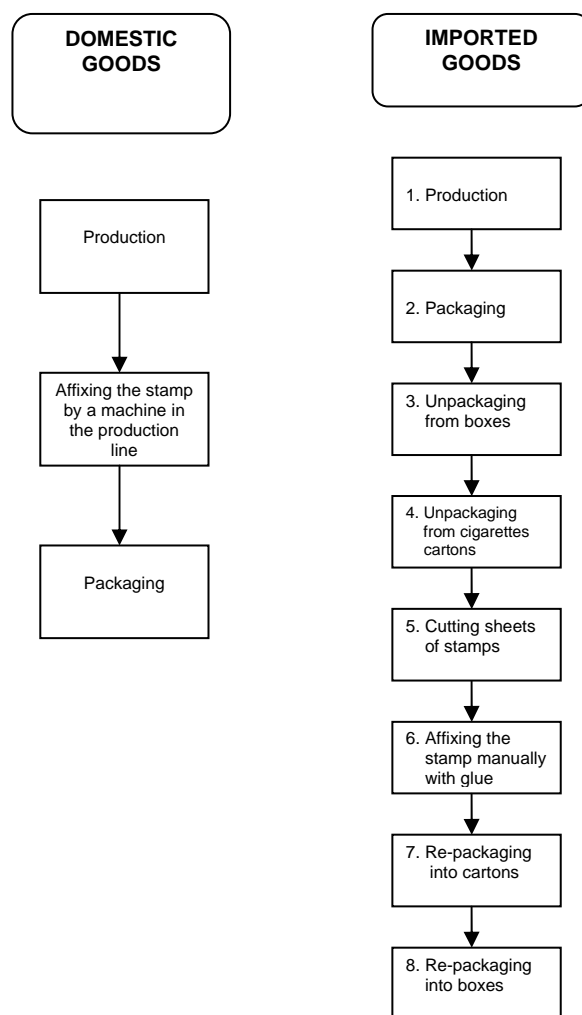 DOMESTIC
GOODS
Production
Affixing the stamp
by a machine in
the production
line
Packaging
IMPORTED
GOODS
1. Production
2. Packaging
3. Unpackaging
from boxes
4. Unpackaging
from cigarettes
cartons
5. Cutting sheets
of stamps
6. Affixing the
stamp manually
with glue
7. Re-packaging
into cartons
8. Re-packaging
into boxes